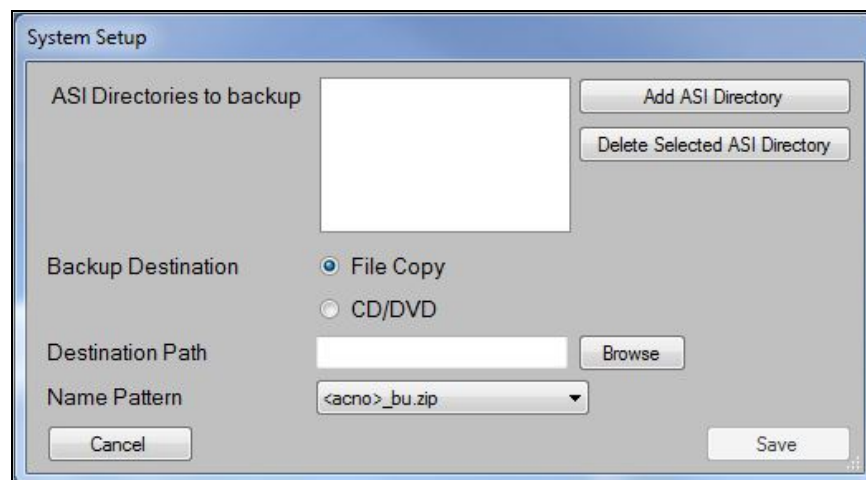 System Setup
ASI Directories to backup
Add ASI Directory
Delete Selected ASI Directory
Backup Destination
File Copy
CD/DVD
Destination Path
Browse
Name Pattern
<acno>_bu.zip
Cancel
Save